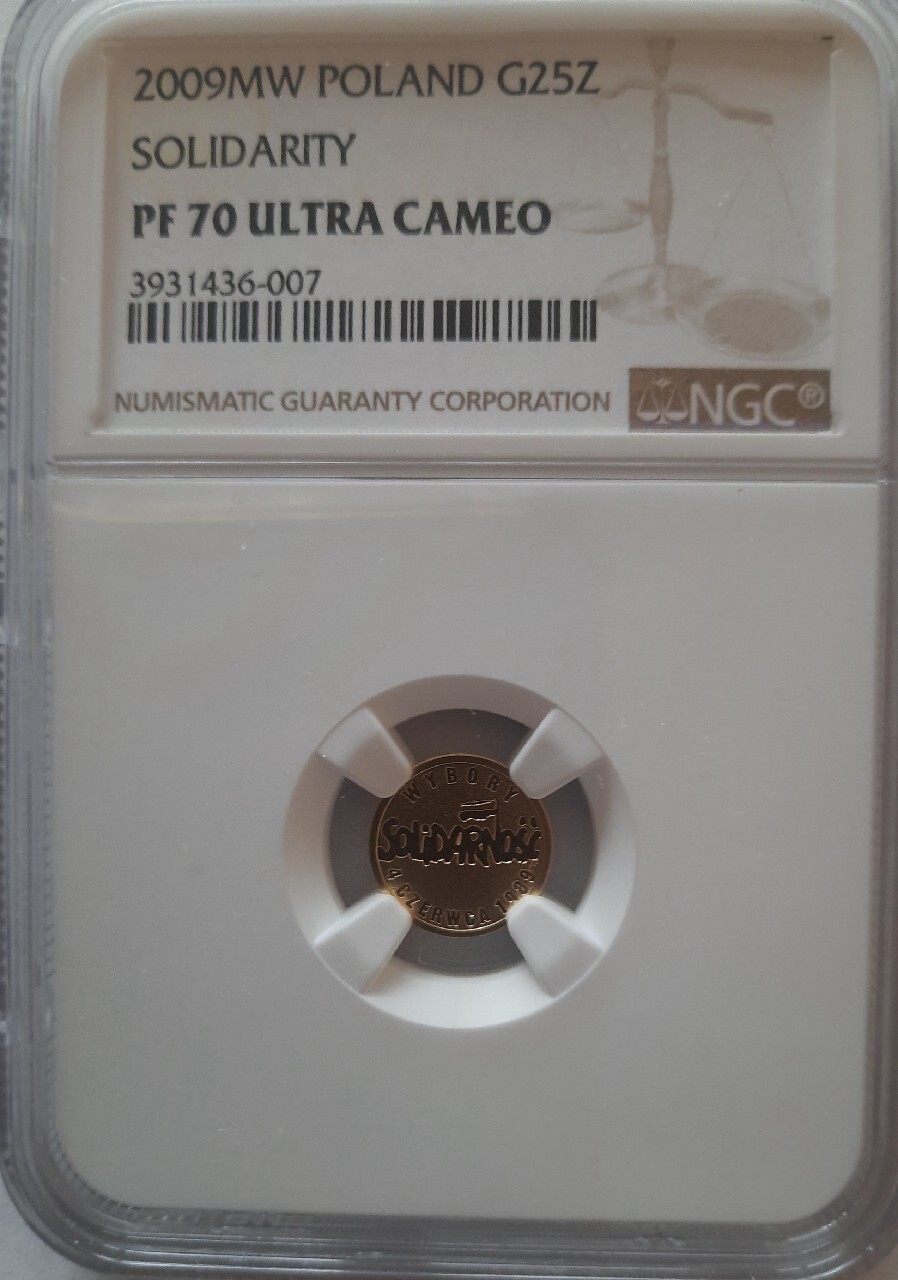 2009MW POLAND G25Z
SOLIDARITY
PF 70 ULTRA CAMEO
3931436-007
NUMISMATIC GUARANTY CORPORATION
NGC®
WYBORY
SOLIDARNOŚĆ
4 CZERWCA 1989